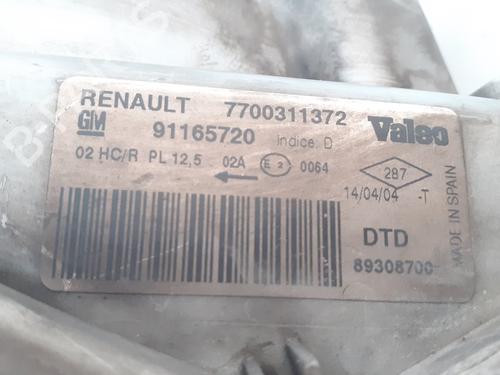 RENAULT 7700311372
GM 91165720 Indice: D Valeo
02 HC/R PL 12,5 02A E2 0064 287
14/04/04 -T
DTD
89308700
MADE IN SPAIN